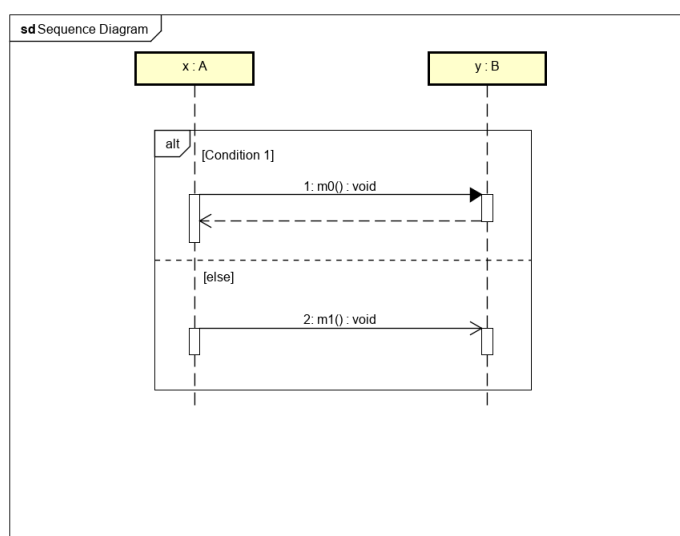 sd Sequence Diagram
x : A
y : B
alt
[Condition 1]
1: m0() : void
[else]
2: m1() : void